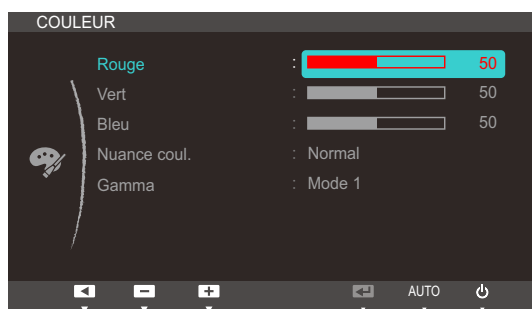 COULEUR
Rouge : 50
Vert : 50
Bleu : 50
Nuance coul. : Normal
Gamma : Mode 1
AUTO